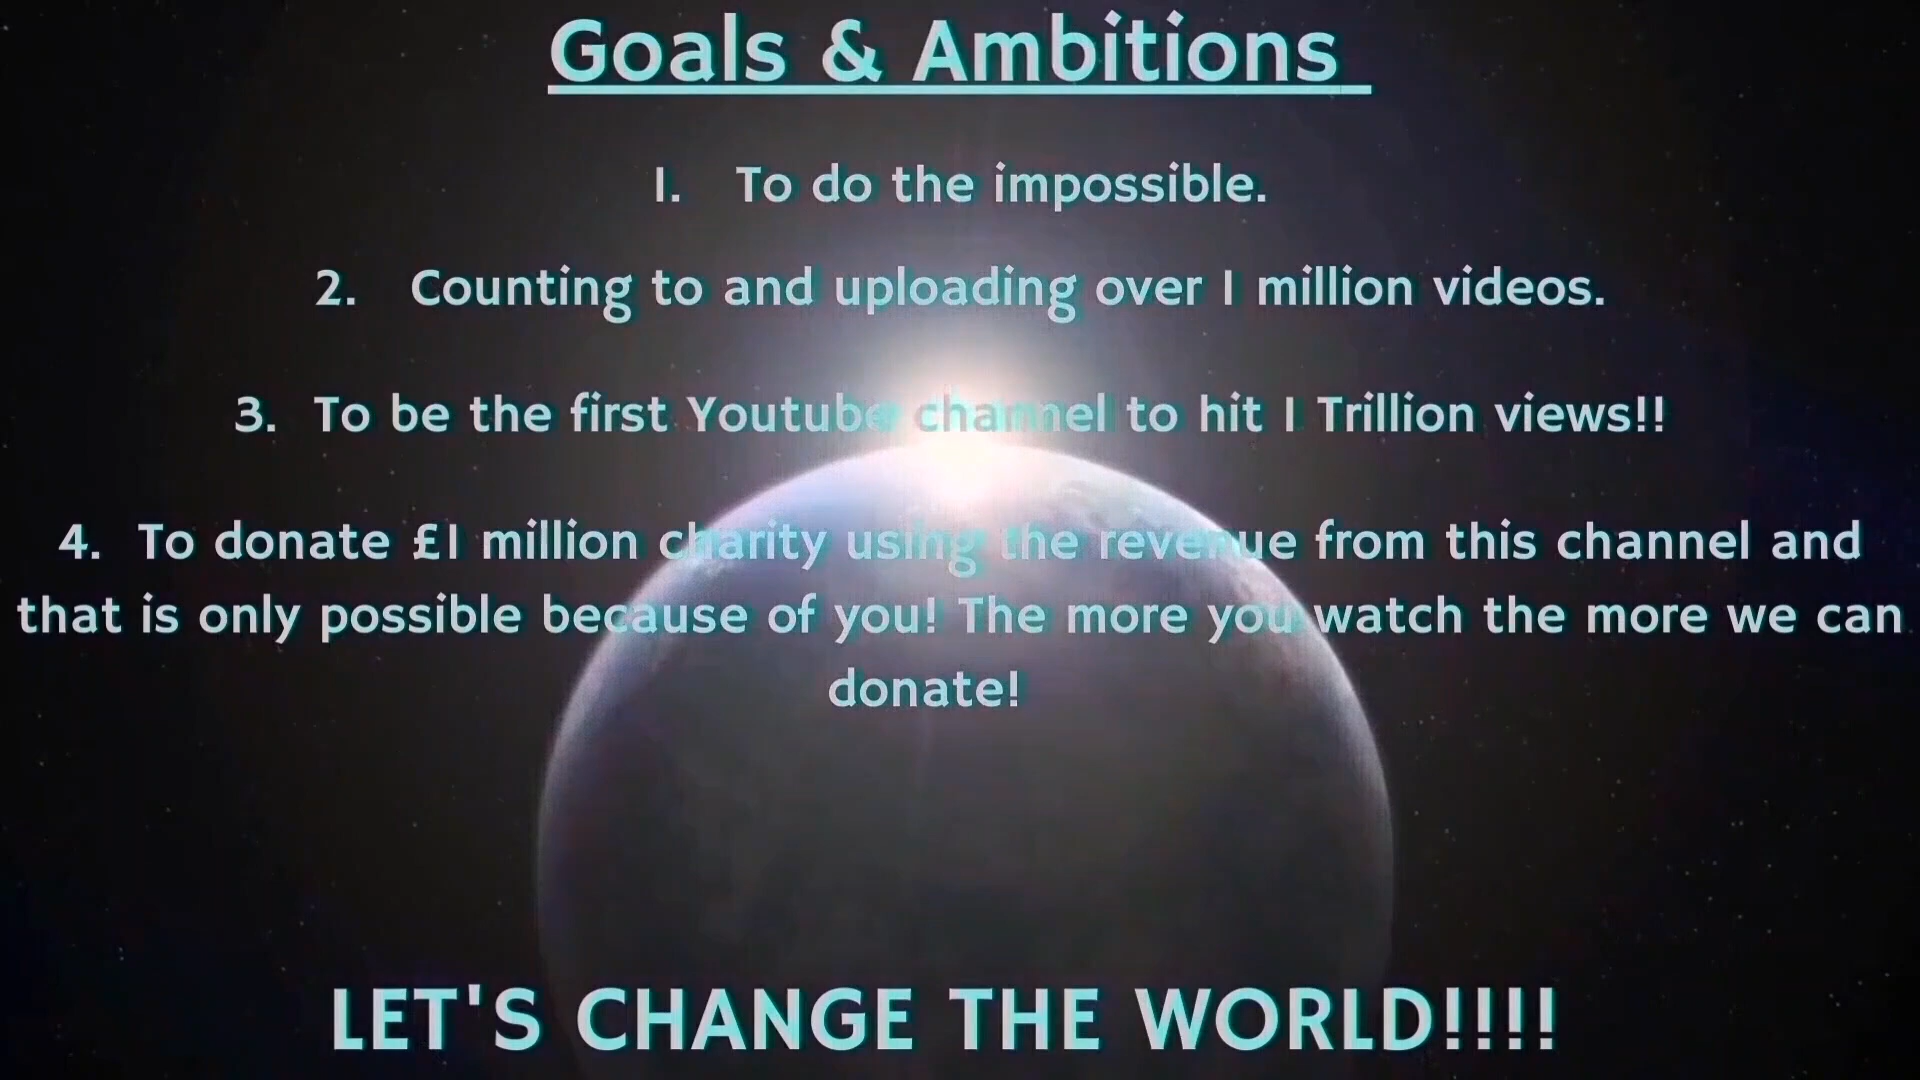 Goals & Ambitions
1. To do the impossible.
2. Counting to and uploading over 1 million videos.
3. To be the first Youtube channel to hit 1 Trillion views!!
4. To donate £1 million charity using the revenue from this channel and
that is only possible because of you! The more you watch the more we can
donate!
LET'S CHANGE THE WORLD!!!!